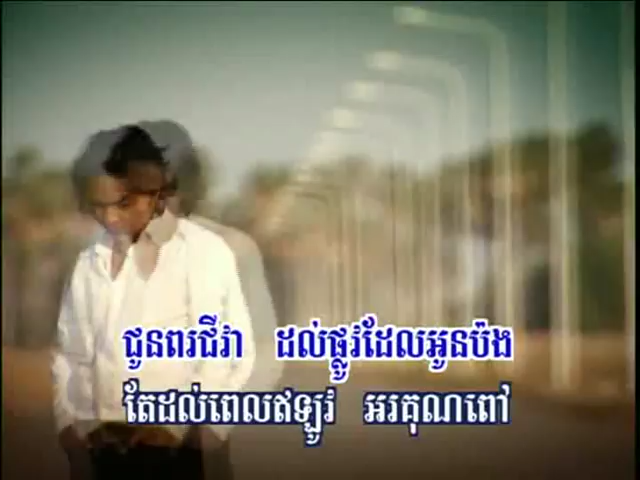 ជូនពរជីវា ដល់ផ្លូវដែលអូនប៉ង
តែដល់ពេលឥឡូវ អរគុណពៅ